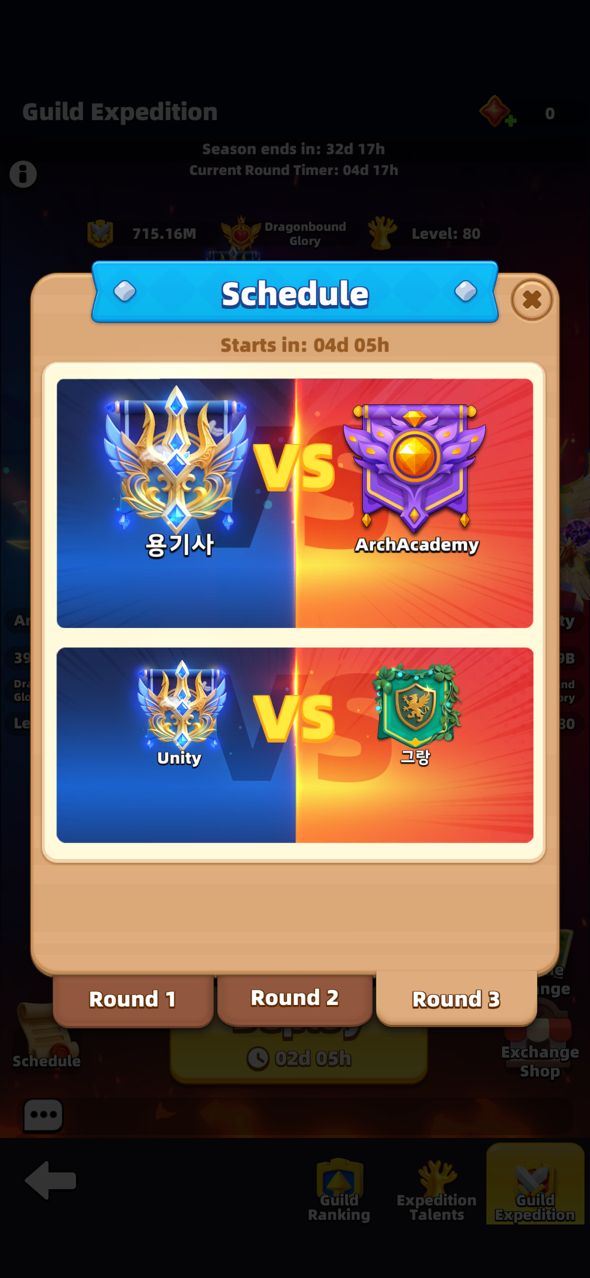 Guild Expedition
0
Season ends in: 32d 17h
Current Round Timer: 04d 17h
715.16M
Dragonbound
Glory
Level: 80
Schedule
Starts in: 04d 05h
VS
용기사
ArchAcademy
VS
Unity
그랑
Round 1
Round 2
Round 3
Schedule
02d 05h
Exchange
Shop
Guild
Ranking
Expedition
Talents
Guild
Expedition